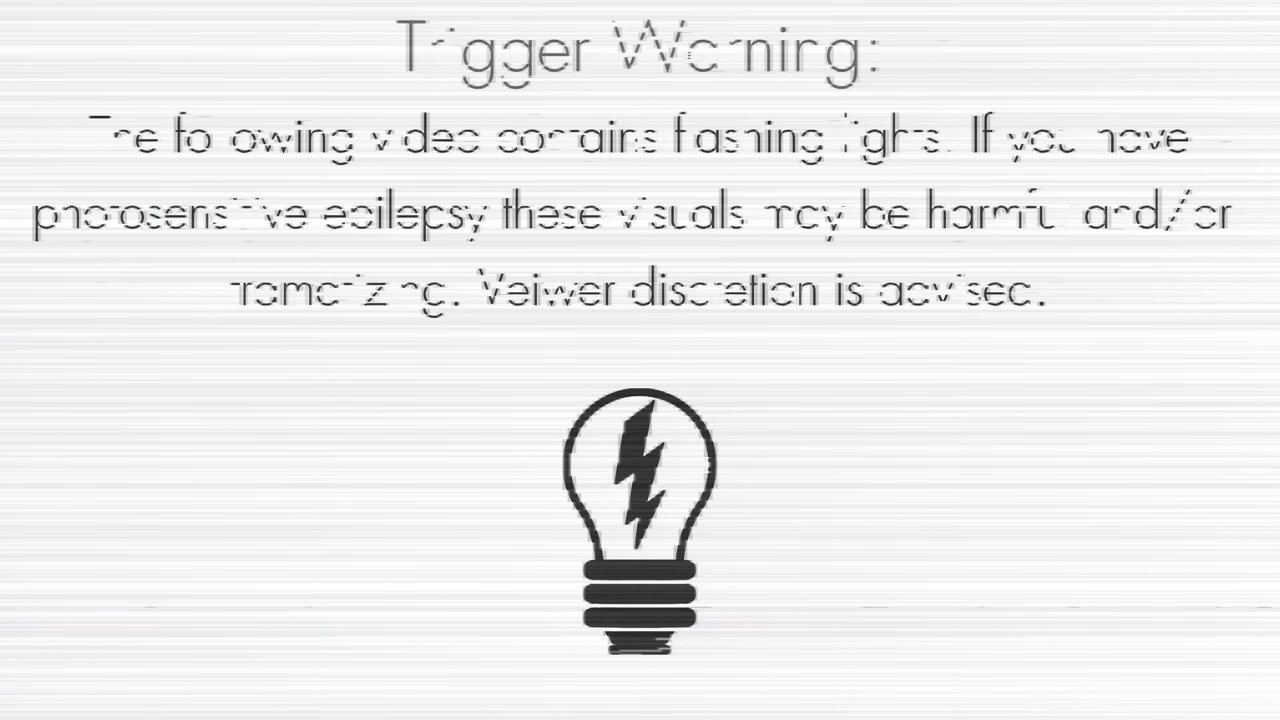 Trigger Warning:
The following video contains flashing lights. If you have
photosensitive epilepsy these visuals may be harmful and/or
tramatizing. Veiwer discretion is advised.